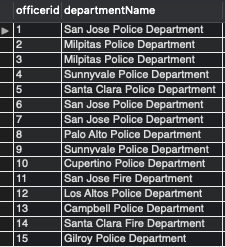 officerid departmentName
1 San Jose Police Department
2 Milpitas Police Department
3 Milpitas Police Department
4 Sunnyvale Police Department
5 Santa Clara Police Department
6 San Jose Police Department
7 San Jose Police Department
8 Palo Alto Police Department
9 Sunnyvale Police Department
10 Cupertino Police Department
11 San Jose Fire Department
12 Los Altos Police Department
13 Campbell Police Department
14 Santa Clara Fire Department
15 Gilroy Police Department